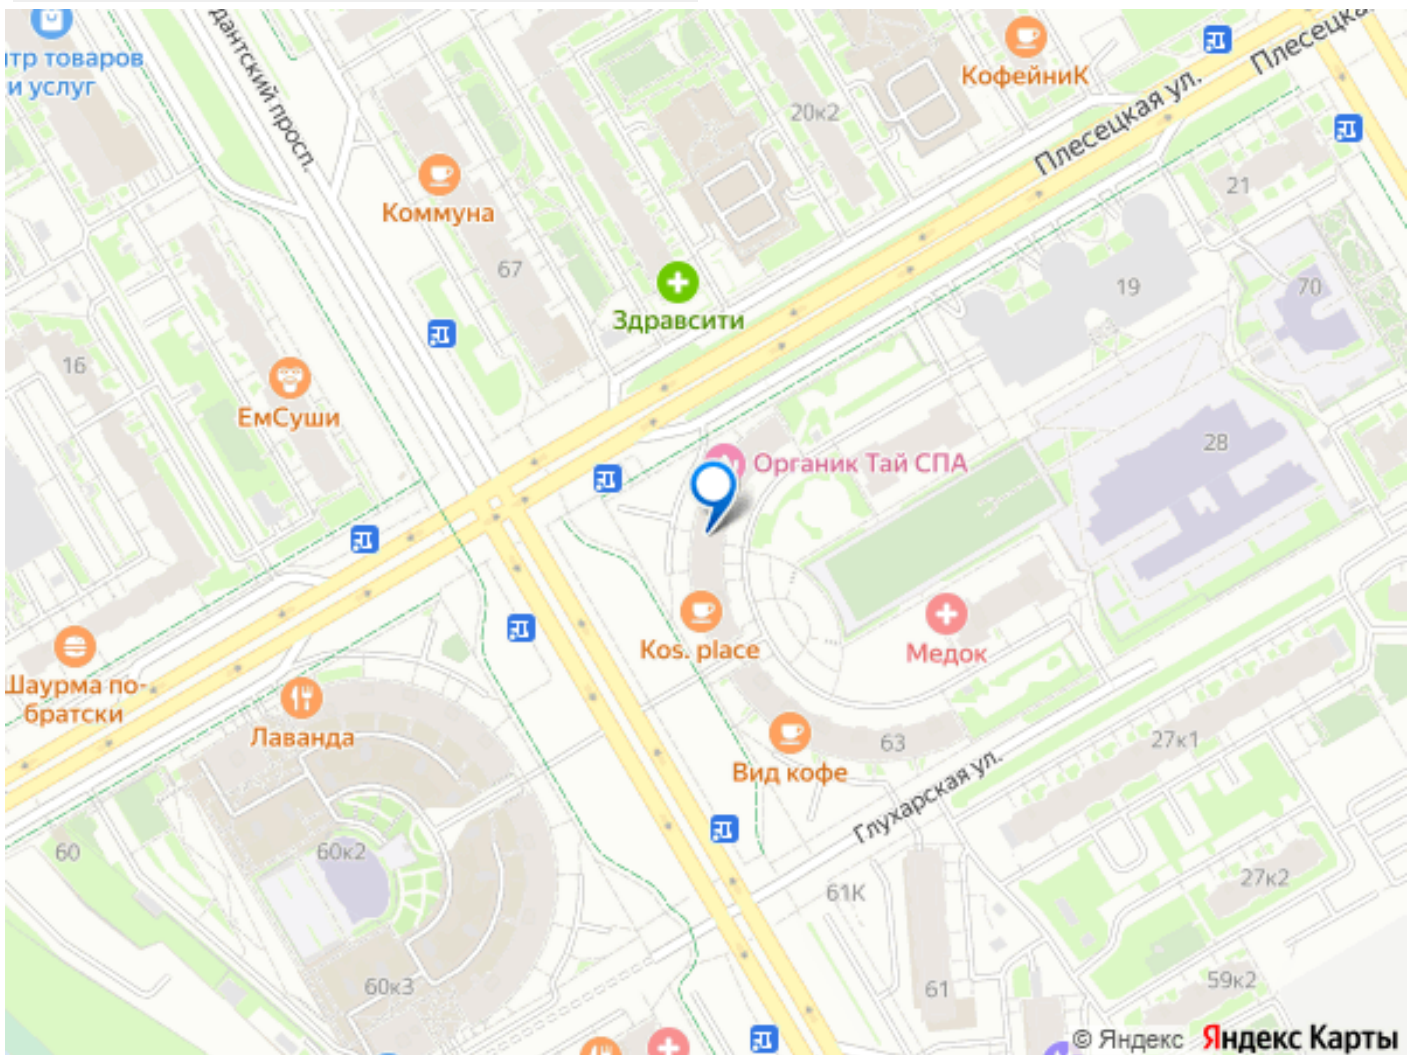 нтр товаров
и услуг
дантский просп.
КофейниК
Плесецкая ул.
Плесецка
20к2
Коммуна
21
67
Здравсити
19
70
16
ЕмСуши
28
Органик Тай СПА
Kos. place
Медок
Шаурма по-
братски
Лаванда
63
27к1
Вид кофе
Глухарская ул.
60
60к2
61К
27к2
60к3
61
59к2
© Яндекс Яндекс Карты